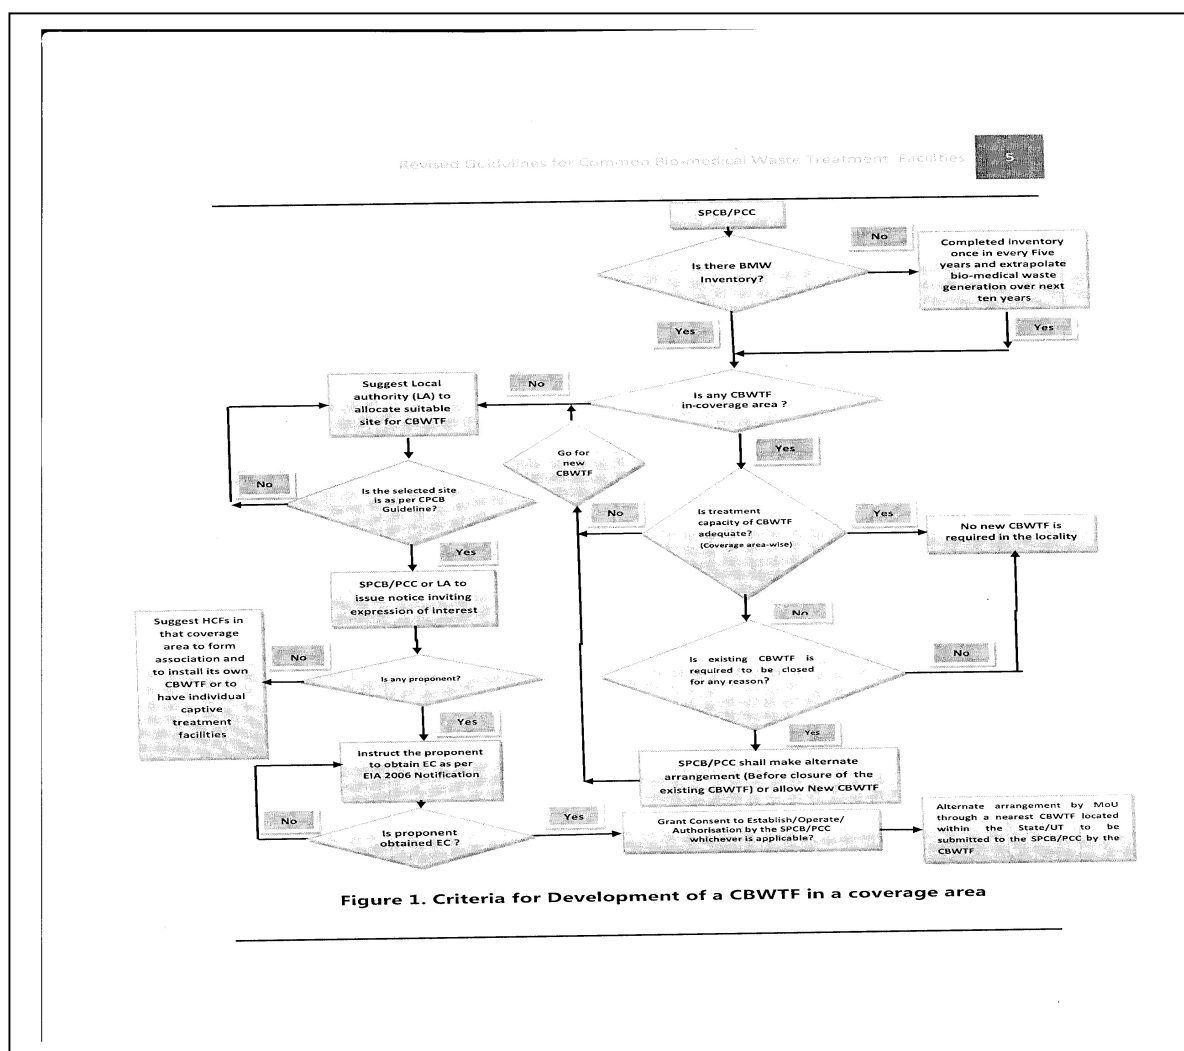 Revised Guidelines for Common Bio-medical Waste Treatment Facilities
5
SPCB/PCC
No
Is there BMW
Inventory?
Completed inventory
once in every Five
years and extrapolate
bio-medical waste
generation over next
ten years
Yes
Yes
Suggest Local
authority (LA) to
allocate suitable
site for CBWTF
No
Is any CBWTF
in-coverage area ?
Go for
new
CBWTF
Yes
No
Is the selected site
is as per CPCB
Guideline?
No
Is treatment
capacity of CBWTF
adequate?
(Coverage area-wise)
Yes
No new CBWTF is
required in the locality
Yes
SPCB/PCC or LA to
issue notice inviting
expression of interest
No
Suggest HCFs in
that coverage
area to form
association and
to install its own
CBWTF or to
have individual
captive
treatment
facilities
No
Is any proponent?
Is existing CBWTF is
required to be closed
for any reason?
No
Yes
Yes
Instruct the proponent
to obtain EC as per
EIA 2006 Notification
SPCB/PCC shall make alternate
arrangement (Before closure of the
existing CBWTF) or allow New CBWTF
No
Is proponent
obtained EC ?
Yes
Grant Consent to Establish/Operate/
Authorisation by the SPCB/PCC
whichever is applicable?
Alternate arrangement by MoU
through a nearest CBWTF located
within the State/UT to be
submitted to the SPCB/PCC by the
CBWTF
Figure 1. Criteria for Development of a CBWTF in a coverage area